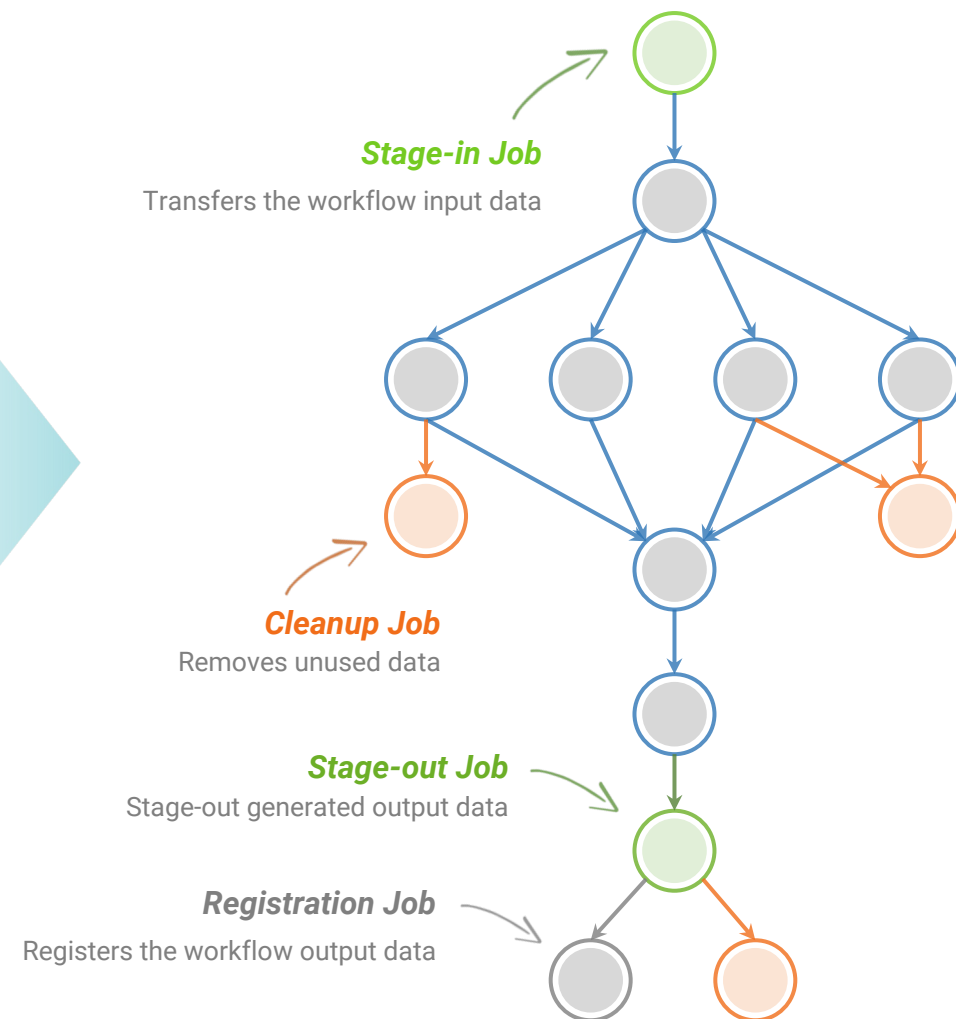 Stage-in Job
Transfers the workflow input data
Cleanup Job
Removes unused data
Stage-out Job
Stage-out generated output data
Registration Job
Registers the workflow output data